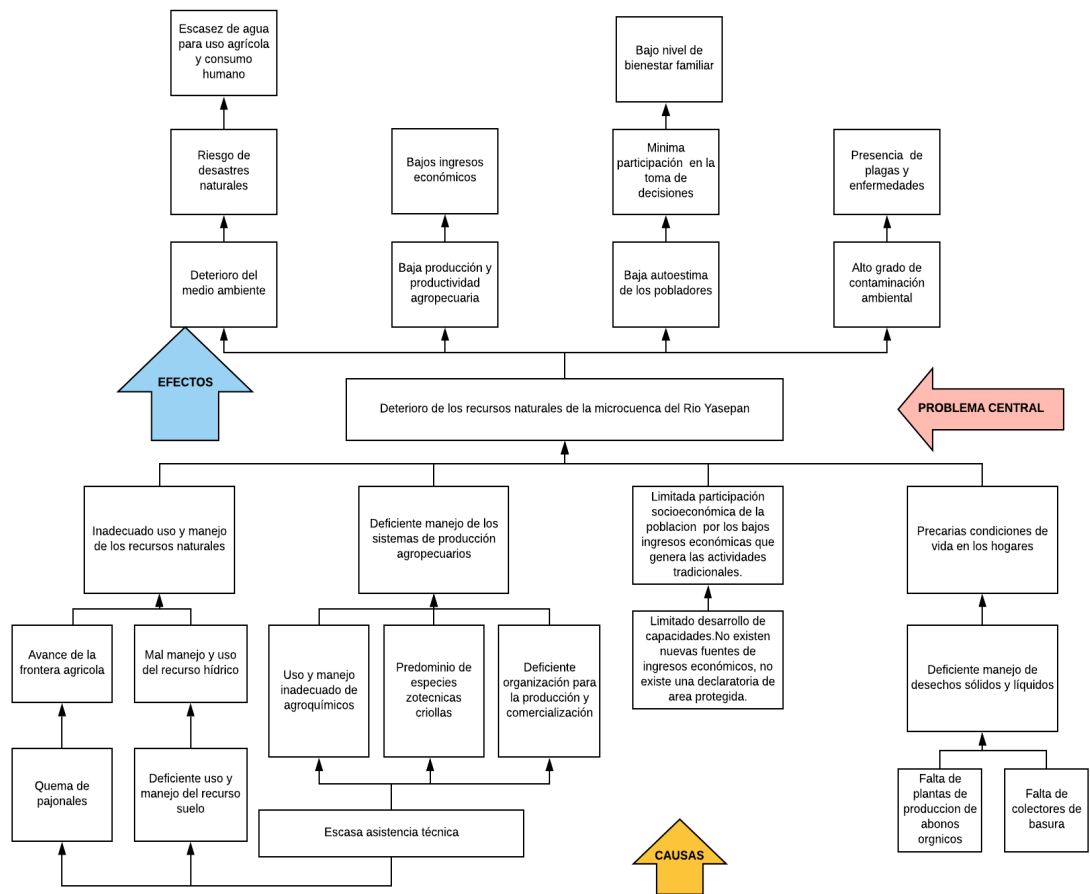 Escasez de agua
para uso agrícola
y consumo
humano
Bajo nivel de
bienestar familiar
Riesgo de
desastres
naturales
Bajos ingresos
económicos
Minima
participación en la
toma de
decisiones
Presencia de
plagas y
enfermedades
Deterioro del
medio ambiente
Baja producción y
productividad
agropecuaria
Baja autoestima
de los pobladores
Alto grado de
contaminación
ambiental
EFECTOS
Deterioro de los recursos naturales de la microcuenca del Rio Yasepan
PROBLEMA CENTRAL
Inadecuado uso y manejo
de los recursos naturales
Deficiente manejo de los
sistemas de producción
agropecuarios
Limitada participación
socioeconómica de la
poblacion por los bajos
ingresos económicas que
genera las actividades
tradicionales.
Precarias condiciones de
vida en los hogares
Avance de la
frontera agricola
Mal manejo y uso
del recurso hídrico
Uso y manejo
inadecuado de
agroquímicos
Predominio de
especies
zotecnicas
criollas
Deficiente
organización para
la producción y
comercialización
Limitado desarrollo de
capacidades.No existen
nuevas fuentes de
ingresos económicos, no
existe una declaratoria de
area protegida.
Deficiente manejo de
desechos sólidos y líquidos
Quema de
pajonales
Deficiente uso y
manejo del recurso
suelo
Escasa asistencia técnica
Falta de
plantas de
produccion de
abonos
orgnicos
Falta de
colectores de
basura
CAUSAS